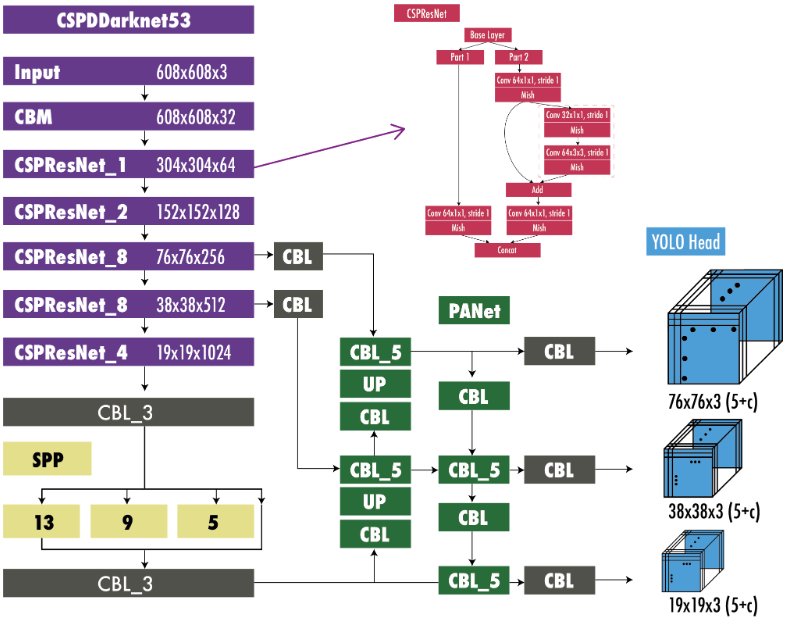 CSPDDarknet53
Input 608x608x3
CBM 608x608x32
CSPResNet_1 304x304x64
CSPResNet_2 152x152x128
CSPResNet_8 76x76x256
CSPResNet_8 38x38x512
CSPResNet_4 19x19x1024
CBL_3
SPP
13 9 5
CBL_3
CBL
CBL
CSPResNet
Base Layer
Part 1 Part 2
Conv 64x1x1, stride 1
Mish
Conv 32x1x1, stride 1
Mish
Conv 64x3x3, stride 1
Mish
Add
Conv 64x1x1, stride 1 Conv 64x1x1, stride 1
Mish Mish
Concat
PANet
CBL_5
UP
CBL
CBL_5
UP
CBL
CBL
CBL_5
CBL
CBL_5
CBL
CBL
CBL
YOLO Head
76x76x3 (5+c)
38x38x3 (5+c)
19x19x3 (5+c)